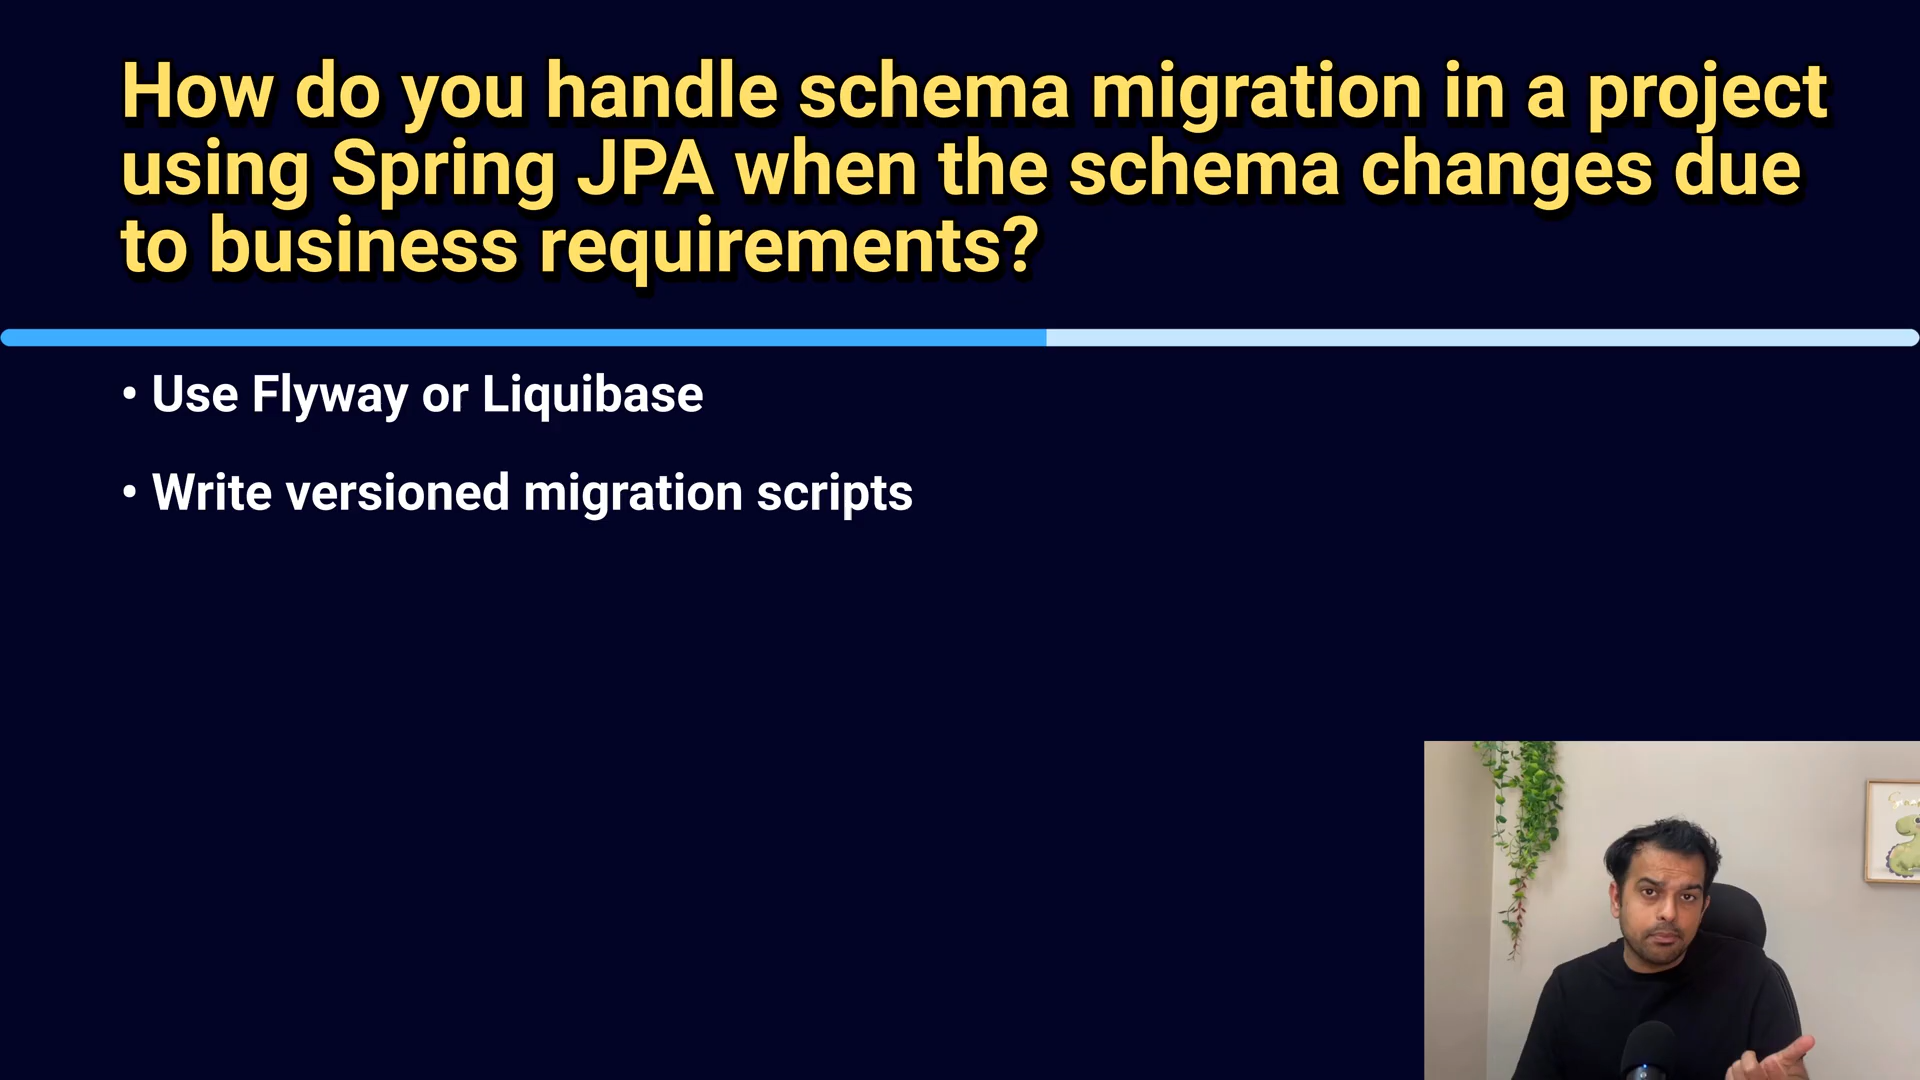 How do you handle schema migration in a project
using Spring JPA when the schema changes due
to business requirements?
• Use Flyway or Liquibase
• Write versioned migration scripts